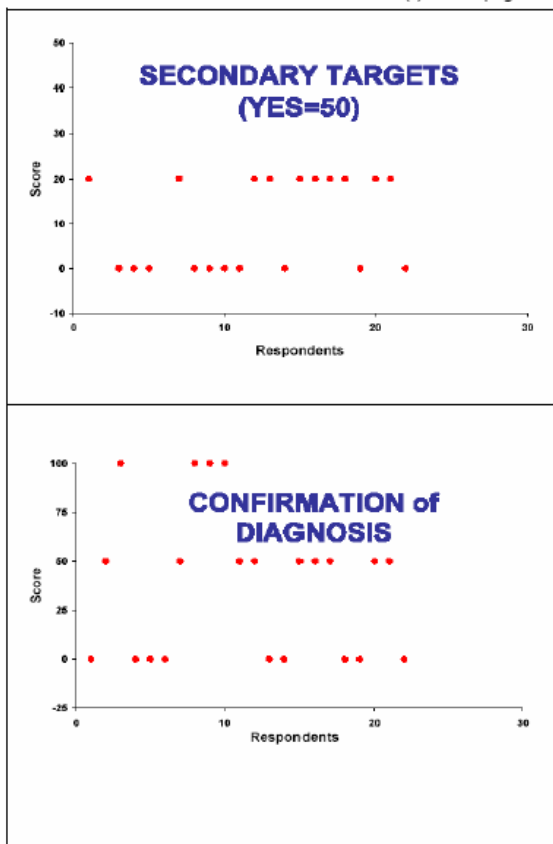 50
SECONDARY TARGETS
(YES=50)
40
30
Score
20
10
0
-10
0 10 20 30
Respondents
100
CONFIRMATION of
DIAGNOSIS
75
50
Score
25
0
-25
0 10 20 30
Respondents